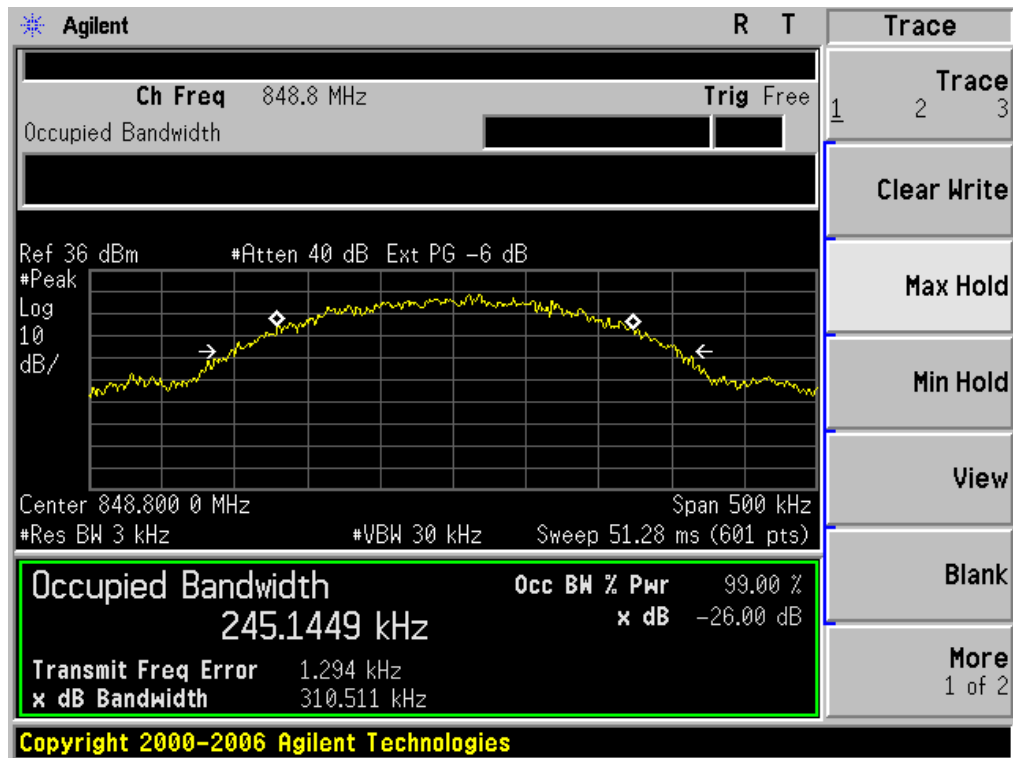 Agilent R T Trace
Ch Freq 848.8 MHz Trig Free
Occupied Bandwidth
Trace
1 2 3
Clear Write
Max Hold
Min Hold
View
Blank
More
1 of 2
Ref 36 dBm #Atten 40 dB Ext PG -6 dB
#Peak
Log
10
dB/
Center 848.800 0 MHz Span 500 kHz
#Res BW 3 kHz #VBW 30 kHz Sweep 51.28 ms (601 pts)
Occupied Bandwidth Occ BW % Pwr 99.00 %
245.1449 kHz x dB -26.00 dB
Transmit Freq Error 1.294 kHz
x dB Bandwidth 310.511 kHz
Copyright 2000-2006 Agilent Technologies